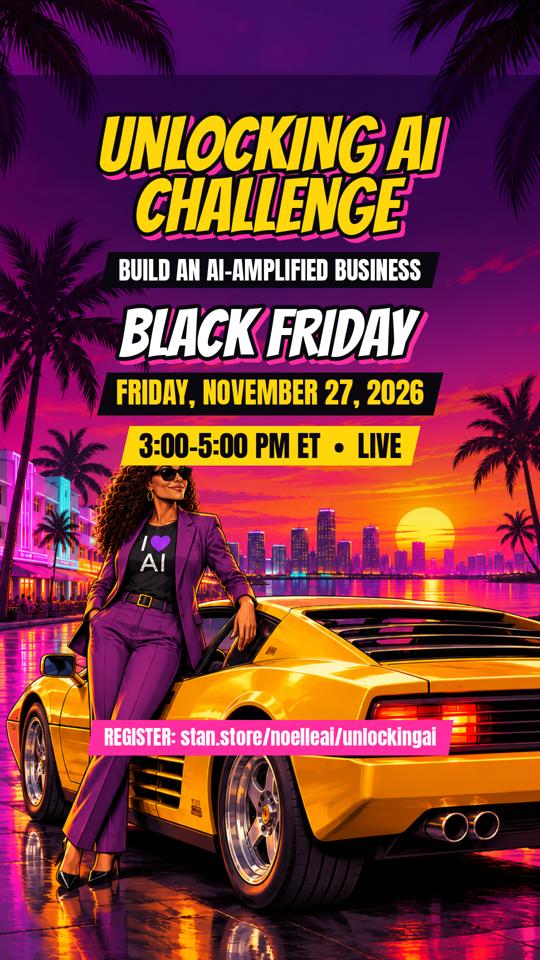 UNLOCKING AI
CHALLENGE
BUILD AN AI-AMPLIFIED BUSINESS
BLACK FRIDAY
FRIDAY, NOVEMBER 27, 2026
3:00-5:00 PM ET • LIVE
I 💜
AI
REGISTER: stan.store/noelleai/unlockingai